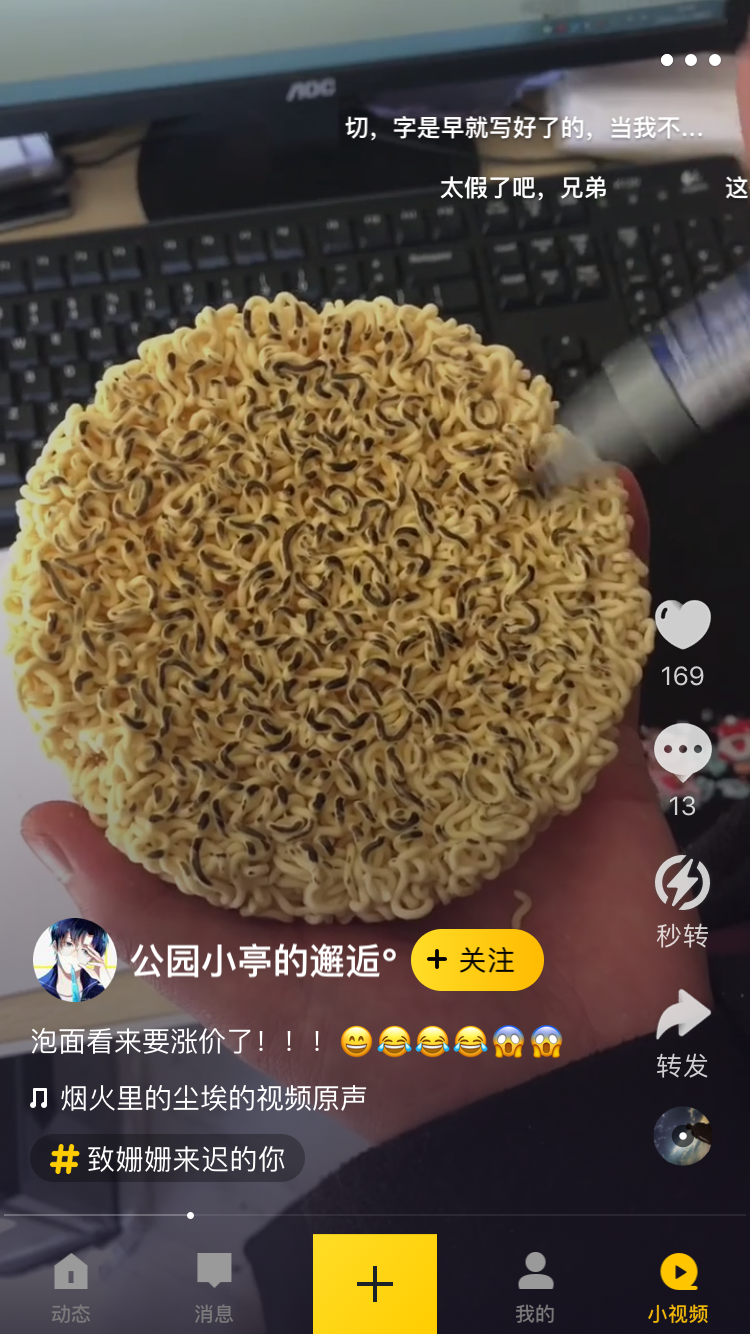 AOC
切，字是早就写好了的，当我不...
太假了吧，兄弟
这
169
13
秒转
公园小亭的邂逅°
+ 关注
泡面看来要涨价了！！！😄😂😂😂😱😱
转发
烟火里的尘埃的视频原声
# 致姗姗来迟的你
动态
消息
我的
小视频